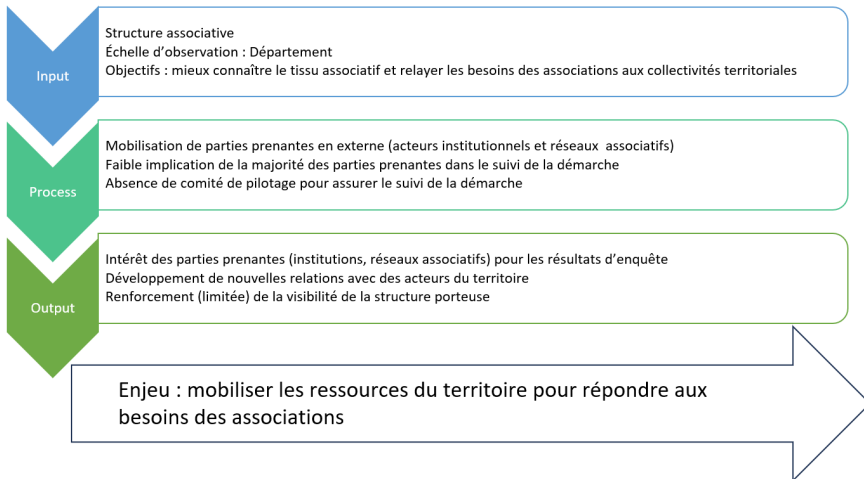 Input
Structure associative
Échelle d'observation : Département
Objectifs : mieux connaître le tissu associatif et relayer les besoins des associations aux collectivités territoriales
Process
Mobilisation de parties prenantes en externe (acteurs institutionnels et réseaux associatifs)
Faible implication de la majorité des parties prenantes dans le suivi de la démarche
Absence de comité de pilotage pour assurer le suivi de la démarche
Output
Intérêt des parties prenantes (institutions, réseaux associatifs) pour les résultats d'enquête
Développement de nouvelles relations avec des acteurs du territoire
Renforcement (limitée) de la visibilité de la structure porteuse
Enjeu : mobiliser les ressources du territoire pour répondre aux
besoins des associations